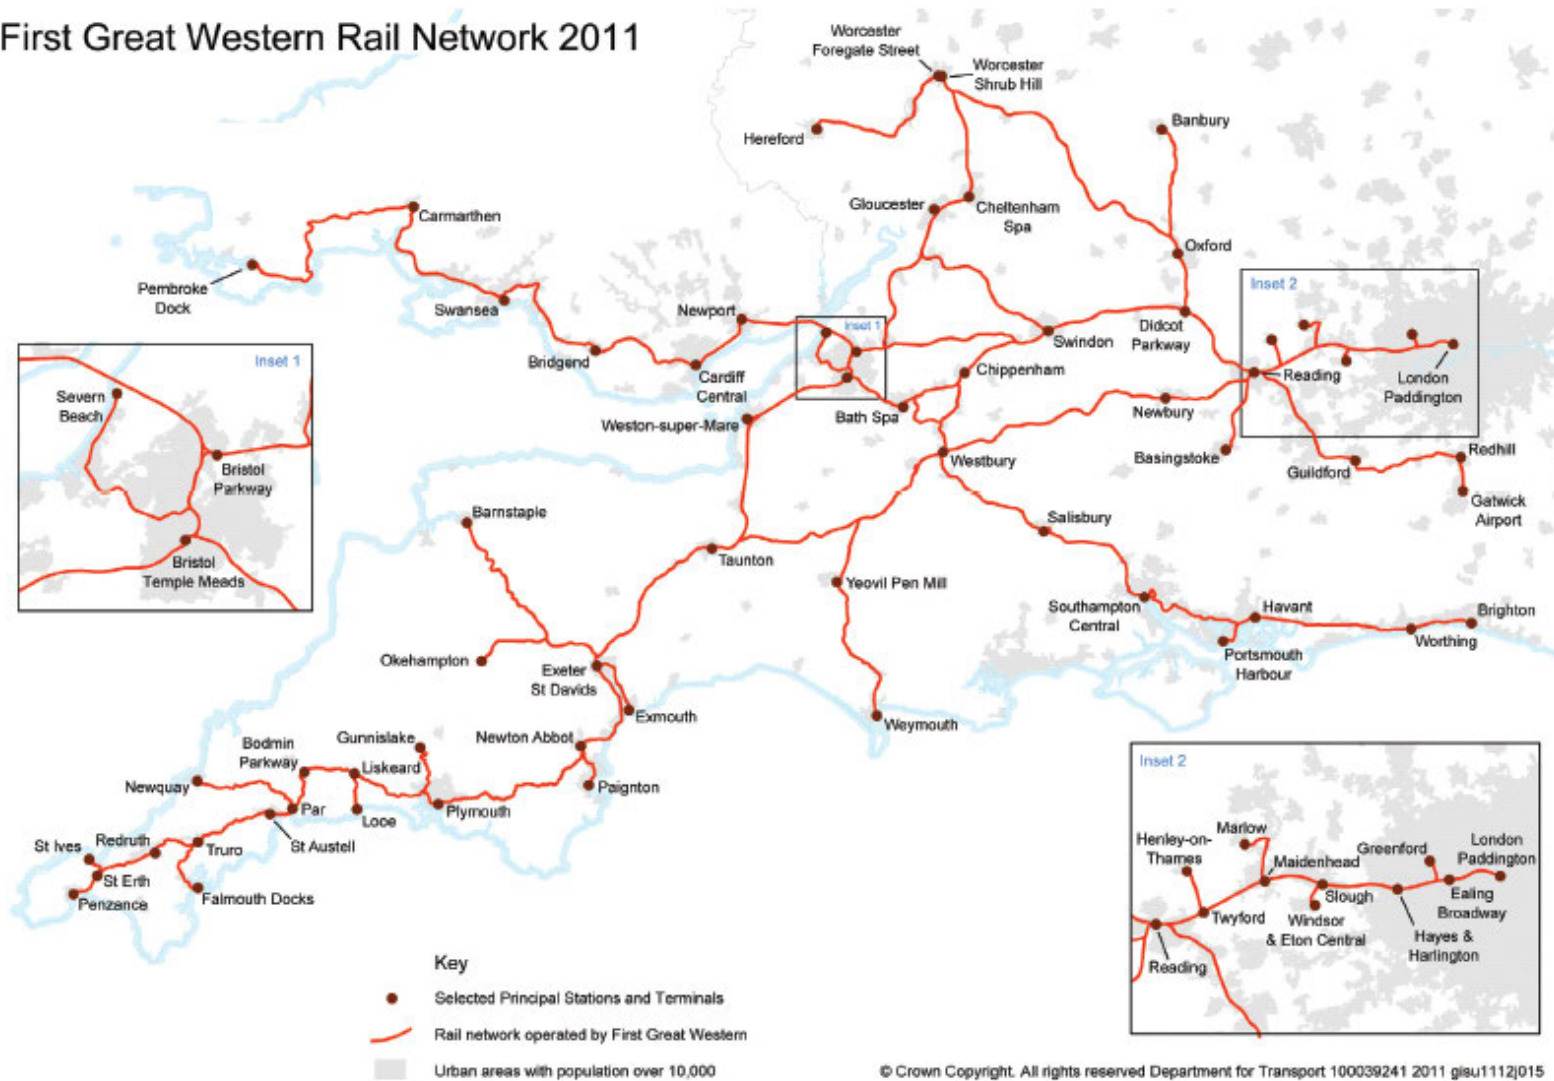 First Great Western Rail Network 2011
Worcester
Foregate Street
Worcester
Shrub Hill
Hereford
Banbury
Gloucester
Cheltenham
Spa
Oxford
Carmarthen
Pembroke
Dock
Swansea
Newport
Inset 1
Bridgend
Cardiff
Central
Swindon
Didcot
Parkway
Inset 2
Reading
London
Paddington
Chippenham
Bath Spa
Weston-super-Mare
Newbury
Westbury
Basingstoke
Guildford
Redhill
Gatwick
Airport
Inset 1
Severn
Beach
Bristol
Parkway
Bristol
Temple Meads
Barnstaple
Salisbury
Taunton
Yeovil Pen Mill
Southampton
Central
Havant
Brighton
Worthing
Portsmouth
Harbour
Okehampton
Exeter
St Davids
Exmouth
Weymouth
Newton Abbot
Gunnislake
Bodmin
Parkway
Liskeard
Newquay
Paignton
Par
Looe
Plymouth
St Ives
Redruth
Truro
St Austell
St Erth
Penzance
Falmouth Docks
Inset 2
Marlow
Henley-on-
Thames
Maidenhead
Greenford
London
Paddington
Slough
Ealing
Broadway
Twyford
Windsor
& Eton Central
Hayes &
Harlington
Reading
Key
Selected Principal Stations and Terminals
Rail network operated by First Great Western
Urban areas with population over 10,000
© Crown Copyright. All rights reserved Department for Transport 100039241 2011 gisu1112j015